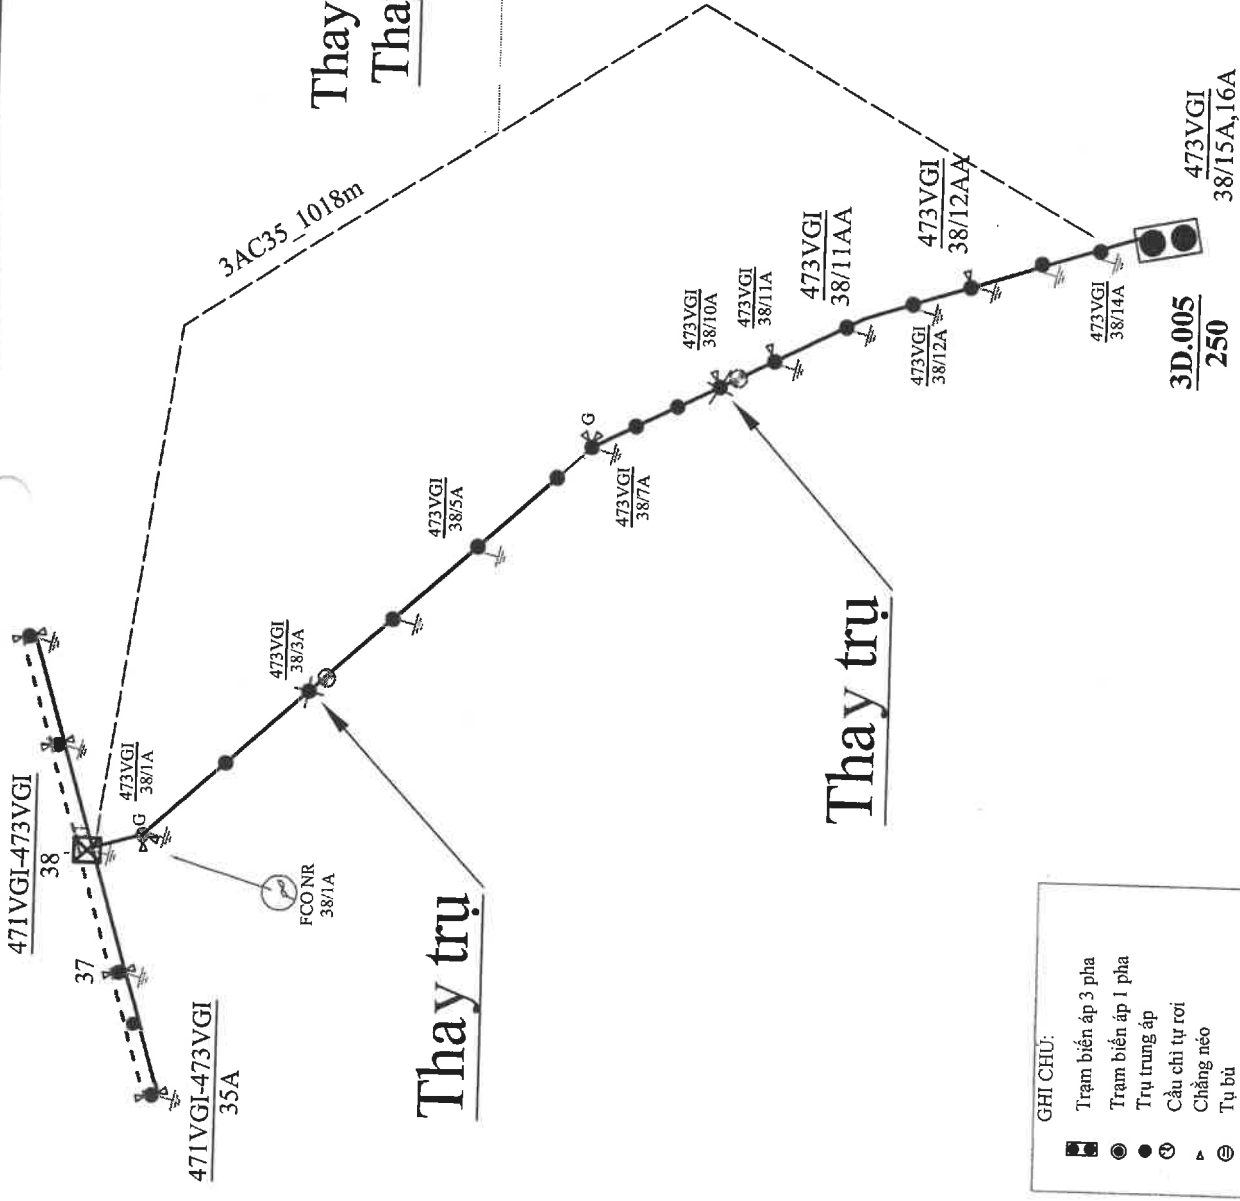 Thay
Tha
3AC35_1018m
471VGI-473VGI
38
37
471VGI-473VGI
35A
473VGI
38/1A
G
FCO NR
38/1A
473VGI
38/3A
Thay trụ
473VGI
38/5A
G
473VGI
38/7A
473VGI
38/10A
473VGI
38/11A
Thay trụ
473VGI
38/11AA
473VGI
38/12A
473VGI
38/12AA
473VGI
38/14A
473VGI
38/15A,16A
3D.005
250
GHI CHÚ:
Trạm biến áp 3 pha
Trạm biến áp 1 pha
Trụ trung áp
Cầu chì tự rơi
Chằng néo
Tụ bù